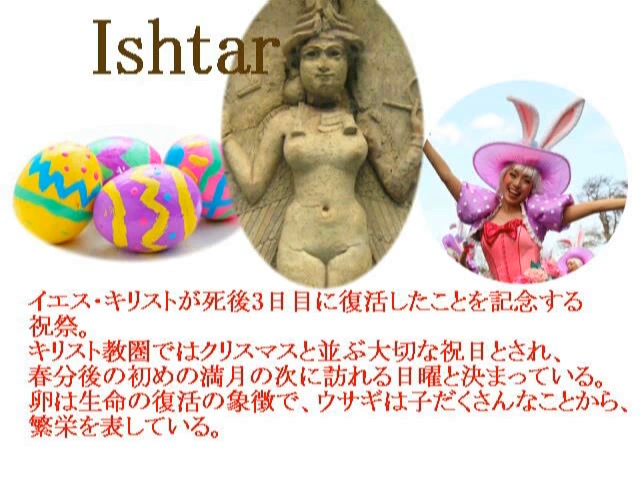 Ishtar
イエス・キリストが死後3日目に復活したことを記念する
祝祭。
キリスト教圏ではクリスマスと並ぶ大切な祝日とされ、
春分後の初めの満月の次に訪れる日曜と決まっている。
卵は生命の復活の象徴で、ウサギは子だくさんなことから、
繁栄を表している。